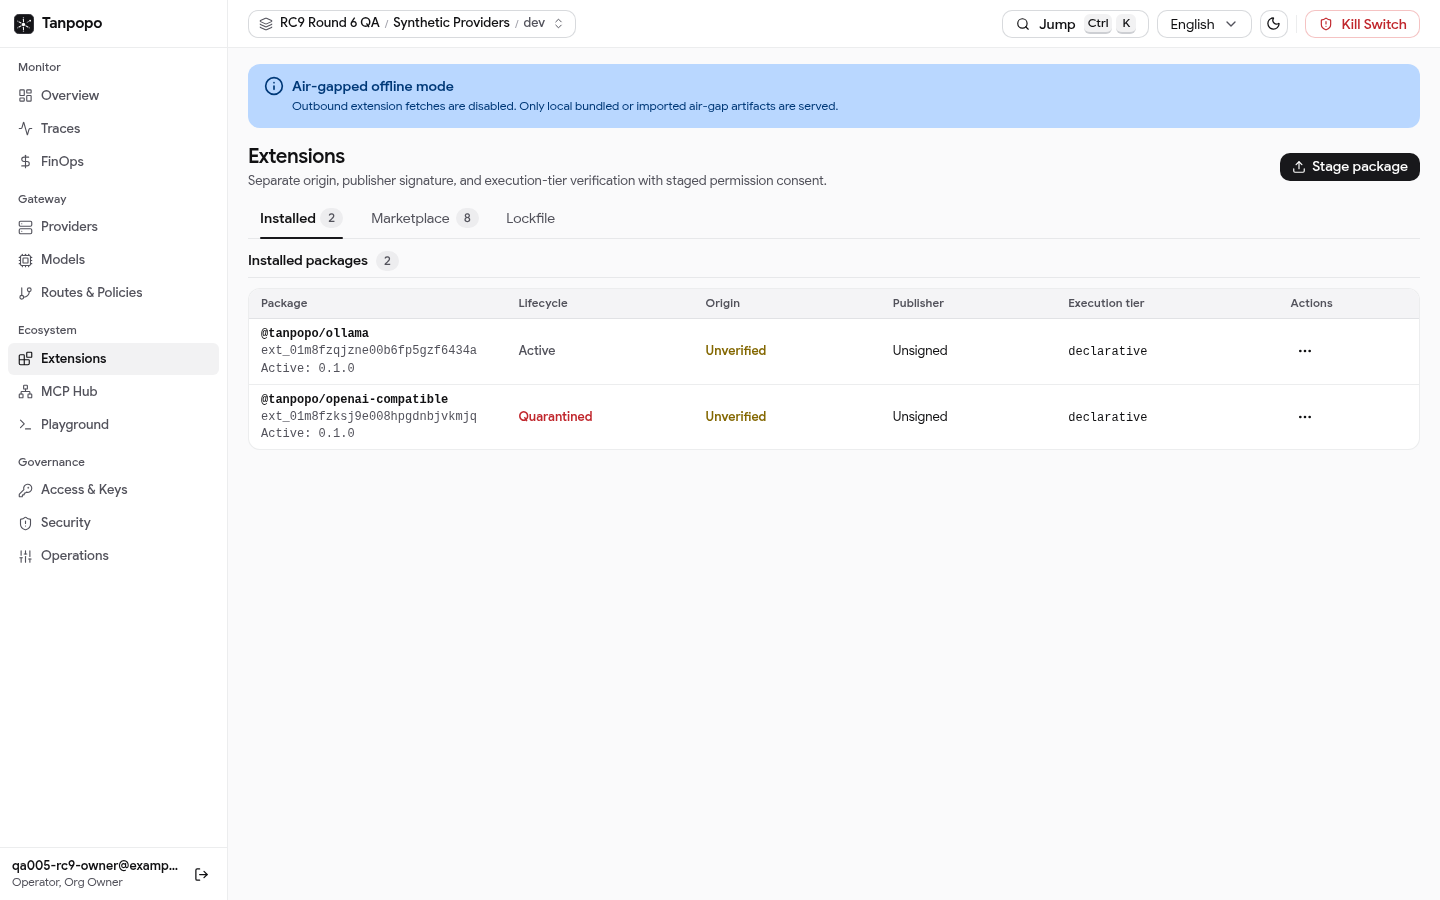 Tanpopo
RC9 Round 6 QA / Synthetic Providers / dev
Jump Ctrl K
English
Kill Switch
Monitor
Overview
Traces
FinOps
Gateway
Providers
Models
Routes & Policies
Ecosystem
Extensions
MCP Hub
Playground
Governance
Access & Keys
Security
Operations
qa005-rc9-owner@examp...
Operator, Org Owner
Air-gapped offline mode
Outbound extension fetches are disabled. Only local bundled or imported air-gap artifacts are served.
Extensions
Separate origin, publisher signature, and execution-tier verification with staged permission consent.
Stage package
Installed 2 Marketplace 8 Lockfile
Installed packages 2
Package Lifecycle Origin Publisher Execution tier Actions
@tanpopo/ollama
ext_01m8fzqjzne00b6fp5gzf6434a Active Unverified Unsigned declarative
Active: 0.1.0
@tanpopo/openai-compatible
ext_01m8fzksj9e008hpgdnbjvkmjq Quarantined Unverified Unsigned declarative
Active: 0.1.0